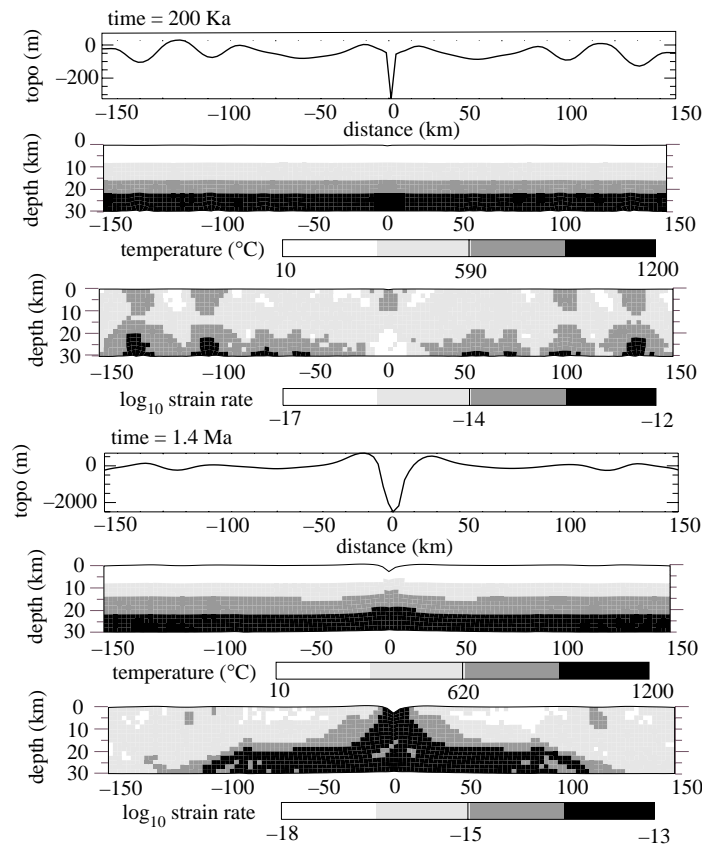 time = 200 Ka
topo (m)
0
–200
–150 –100 –50 0 50 100 150
distance (km)
depth (km)
0
10
20
30
–150 –100 –50 0 50 100 150
temperature (°C)
10 590 1200
depth (km)
0
10
20
30
–150 –100 –50 0 50 100 150
log10 strain rate
–17 –14 –12
time = 1.4 Ma
topo (m)
0
–2000
–150 –100 –50 0 50 100 150
distance (km)
depth (km)
0
10
20
30
–150 –100 –50 0 50 100 150
temperature (°C)
10 620 1200
depth (km)
0
10
20
30
–150 –100 –50 0 50 100 150
log10 strain rate
–18 –15 –13